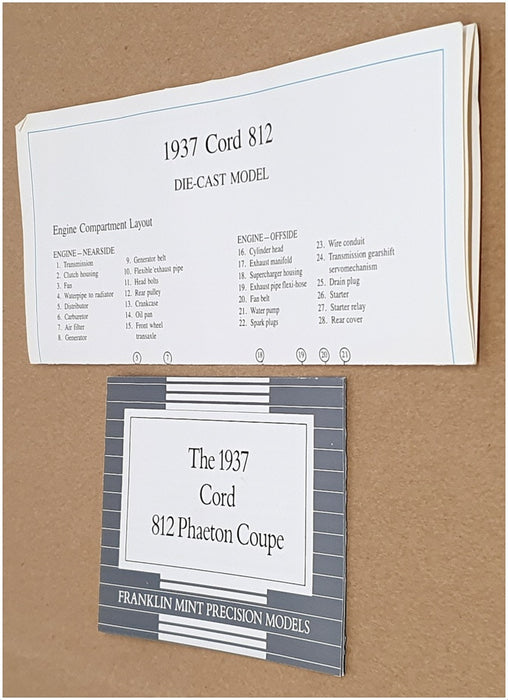 1937 Cord 812
DIE-CAST MODEL
Engine Compartment Layout
ENGINE – NEARSIDE
1. Transmission
2. Clutch housing
3. Fan
4. Waterpipe to radiator
5. Distributor
6. Carburetor
7. Air filter
8. Generator
9. Generator belt
10. Flexible exhaust pipe
11. Head bolts
12. Rear pulley
13. Crankcase
14. Oil pan
15. Front wheel
transaxle
ENGINE – OFFSIDE
16. Cylinder head
17. Exhaust manifold
18. Supercharger housing
19. Exhaust pipe flexi-hose
20. Fan belt
21. Water pump
22. Spark plugs
23. Wire conduit
24. Transmission gearshift
servomechanism
25. Drain plug
26. Starter
27. Starter relay
28. Rear cover
5 7 18 19 20 21
The 1937
Cord
812 Phaeton Coupe
FRANKLIN MINT PRECISION MODELS